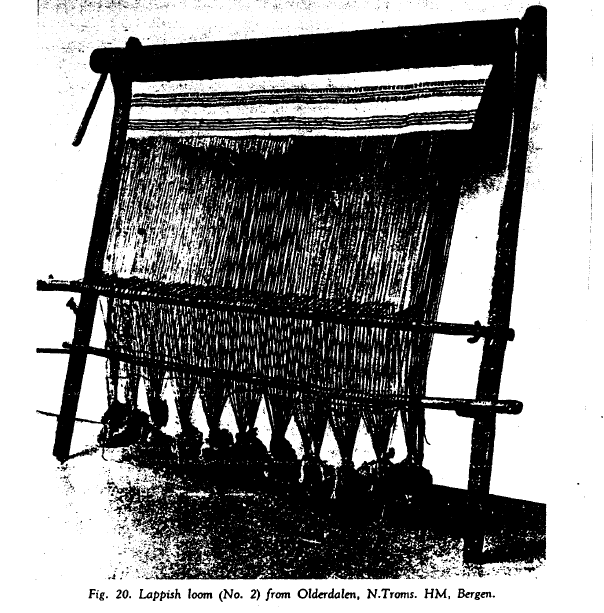 Fig. 20. Lappish loom (No. 2) from Olderdalen, N.Troms. HM, Bergen.